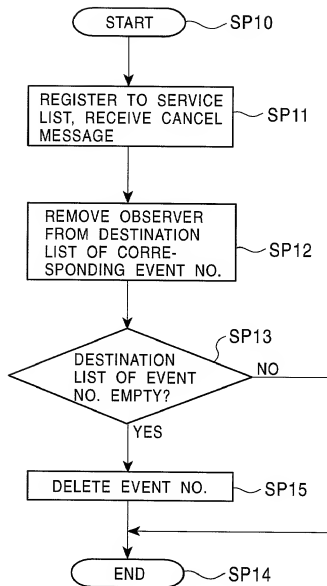 START
SP10
REGISTER TO SERVICE
LIST, RECEIVE CANCEL
MESSAGE
SP11
REMOVE OBSERVER
FROM DESTINATION
LIST OF CORRE-
SPONDING EVENT NO.
SP12
SP13
DESTINATION
LIST OF EVENT
NO. EMPTY?
NO
YES
DELETE EVENT NO.
SP15
END
SP14